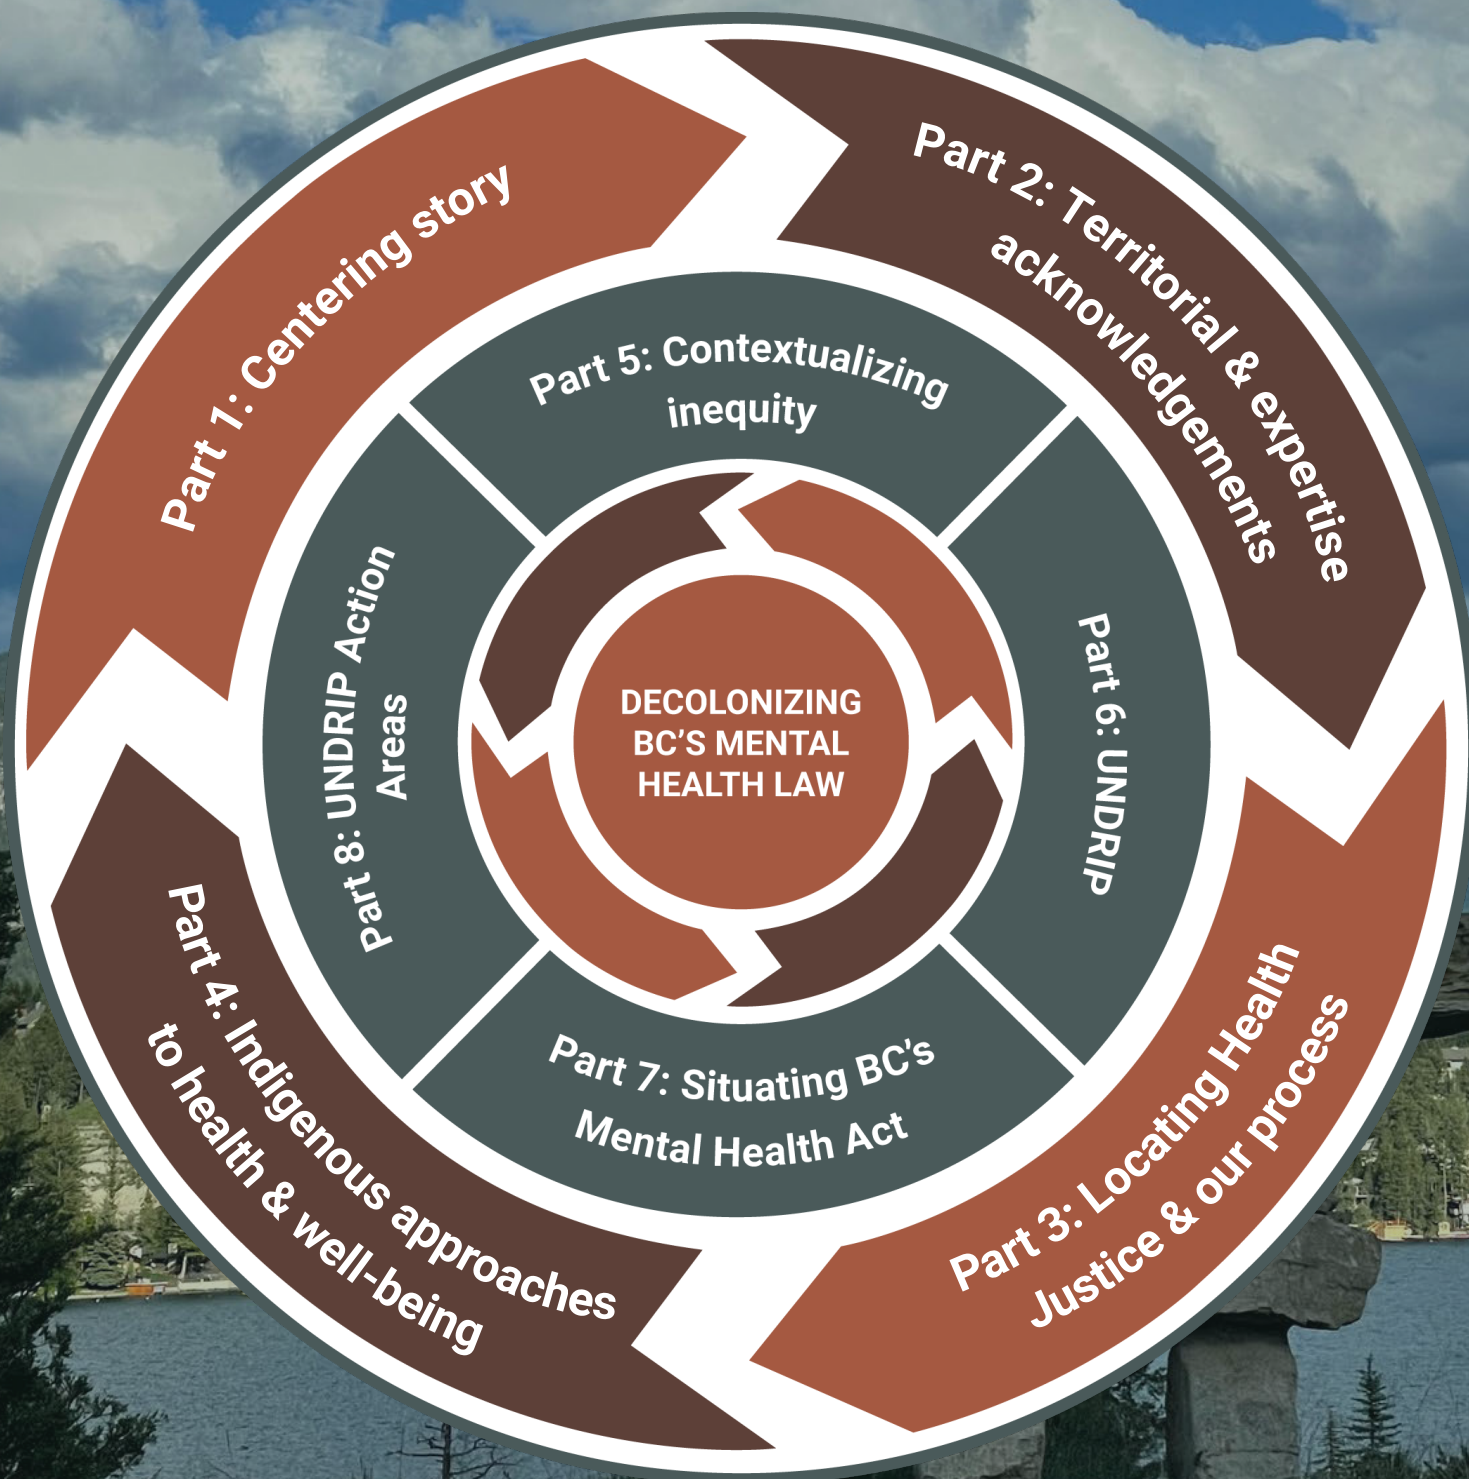 Part 1: Centering story
Part 2: Territorial & expertise
acknowledgements
Part 3: Locating Health
Justice & our process
Part 4: Indigenous approaches
to health & well-being
Part 5: Contextualizing
inequity
Part 6: UNDRIP
Part 7: Situating BC’s
Mental Health Act
Part 8: UNDRIP Action
Areas
DECOLONIZING
BC’S MENTAL
HEALTH LAW